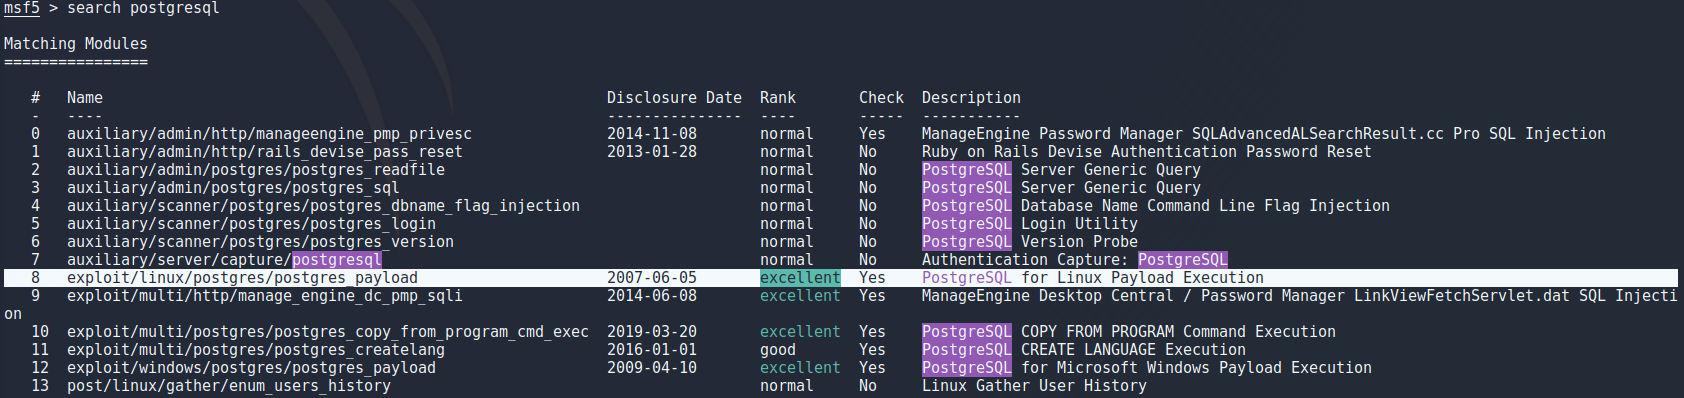 msf5 > search postgresql
Matching Modules
================
#   Name                                                        Disclosure Date  Rank       Check  Description
-   ----                                                        ---------------  ----       -----  -----------
0   auxiliary/admin/http/manageengine_pmp_privesc               2014-11-08       normal     Yes    ManageEngine Password Manager SQLAdvancedALSearchResult.cc Pro SQL Injection
1   auxiliary/admin/http/rails_devise_pass_reset                2013-01-28       normal     No     Ruby on Rails Devise Authentication Password Reset
2   auxiliary/admin/postgres/postgres_readfile                                   normal     No     PostgreSQL Server Generic Query
3   auxiliary/admin/postgres/postgres_sql                                        normal     No     PostgreSQL Server Generic Query
4   auxiliary/scanner/postgres/postgres_dbname_flag_injection                    normal     No     PostgreSQL Database Name Command Line Flag Injection
5   auxiliary/scanner/postgres/postgres_login                                    normal     No     PostgreSQL Login Utility
6   auxiliary/scanner/postgres/postgres_version                                  normal     No     PostgreSQL Version Probe
7   auxiliary/server/capture/postgresql                                          normal     No     Authentication Capture: PostgreSQL
8   exploit/linux/postgres/postgres_payload                     2007-06-05       excellent  Yes    PostgreSQL for Linux Payload Execution
9   exploit/multi/http/manage_engine_dc_pmp_sqli                2014-06-08       excellent  Yes    ManageEngine Desktop Central / Password Manager LinkViewFetchServlet.dat SQL Injecti
on
10  exploit/multi/postgres/postgres_copy_from_program_cmd_exec  2019-03-20       excellent  Yes    PostgreSQL COPY FROM PROGRAM Command Execution
11  exploit/multi/postgres/postgres_createlang                  2016-01-01       good       Yes    PostgreSQL CREATE LANGUAGE Execution
12  exploit/windows/postgres/postgres_payload                   2009-04-10       excellent  Yes    PostgreSQL for Microsoft Windows Payload Execution
13  post/linux/gather/enum_users_history                                         normal     No     Linux Gather User History